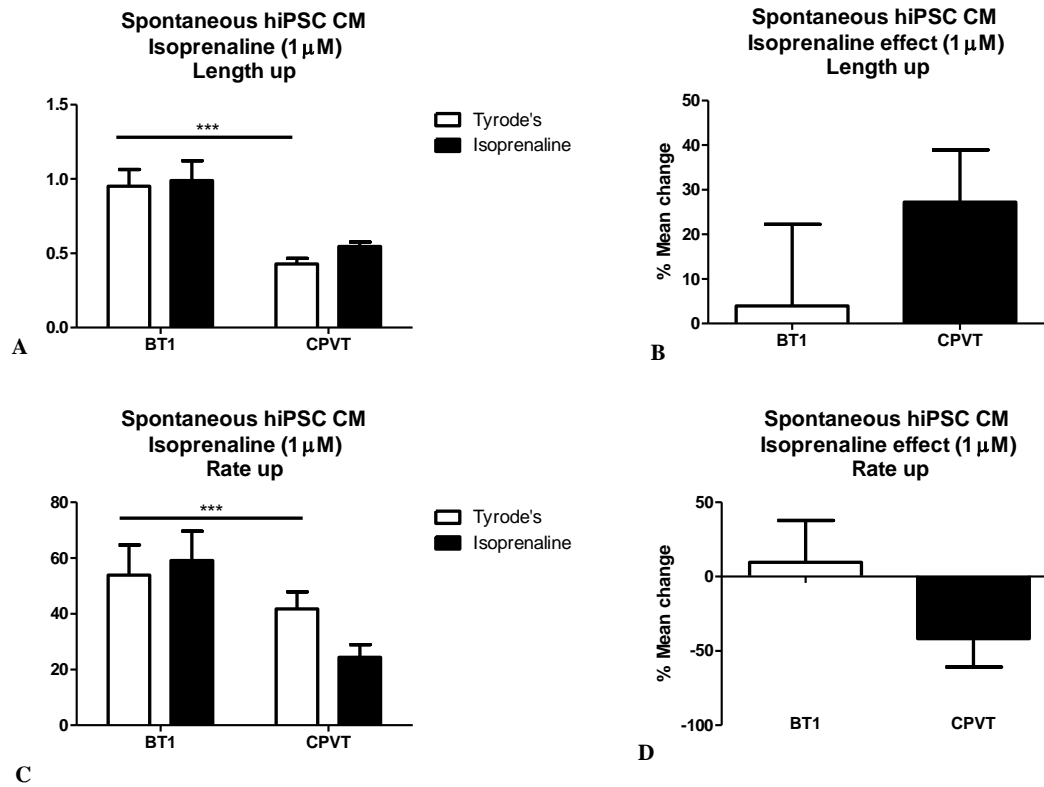 Spontaneous hiPSC CM
Isoprenaline (1 μM)
Length up
1.5
1.0
0.5
0.0
***
BT1
CPVT
Tyrode's
Isoprenaline
A
Spontaneous hiPSC CM
Isoprenaline effect (1 μM)
Length up
% Mean change
50
40
30
20
10
0
BT1
CPVT
B
Spontaneous hiPSC CM
Isoprenaline (1 μM)
Rate up
80
60
40
20
0
***
BT1
CPVT
Tyrode's
Isoprenaline
C
Spontaneous hiPSC CM
Isoprenaline effect (1 μM)
Rate up
% Mean change
50
0
-50
-100
BT1
CPVT
D